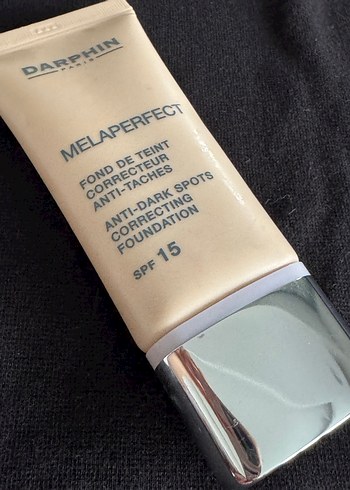 DARPHIN
PARIS
MELAPERFECT
FOND DE TEINT
CORRECTEUR
ANTI-TACHES
ANTI-DARK SPOTS
CORRECTING
FOUNDATION
SPF 15